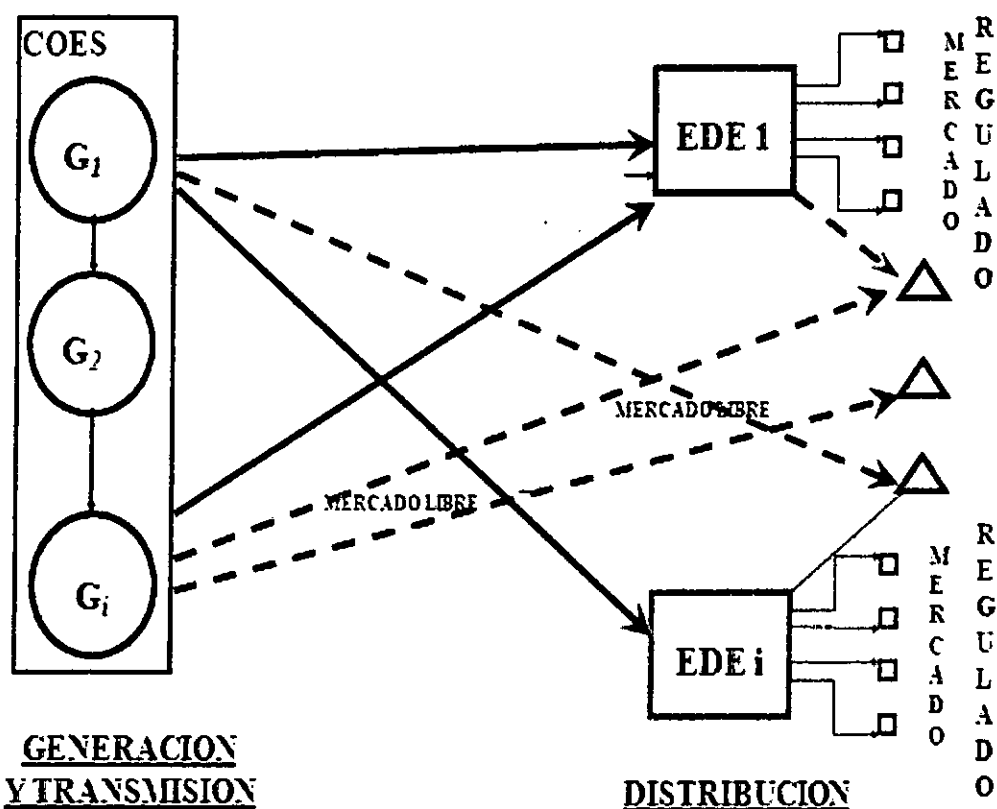 COES
G1
G2
Gi
EDE 1
MERCADO
REGULADO
MERCADO LIBRE
MERCADO LIBRE
EDE i
MERCADO
REGULADO
GENERACION
Y TRANSMISION
DISTRIBUCION